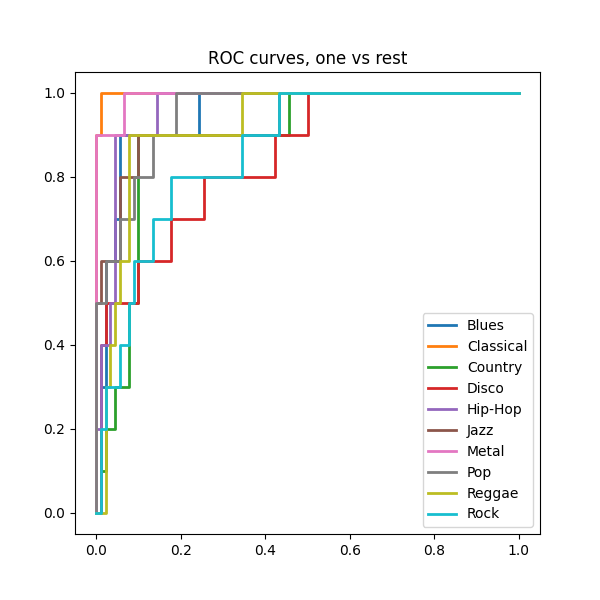 ROC curves, one vs rest
1.0
0.8
0.6
0.4
0.2
0.0
Blues
Classical
Country
Disco
Hip-Hop
Jazz
Metal
Pop
Reggae
Rock
0.0 0.2 0.4 0.6 0.8 1.0